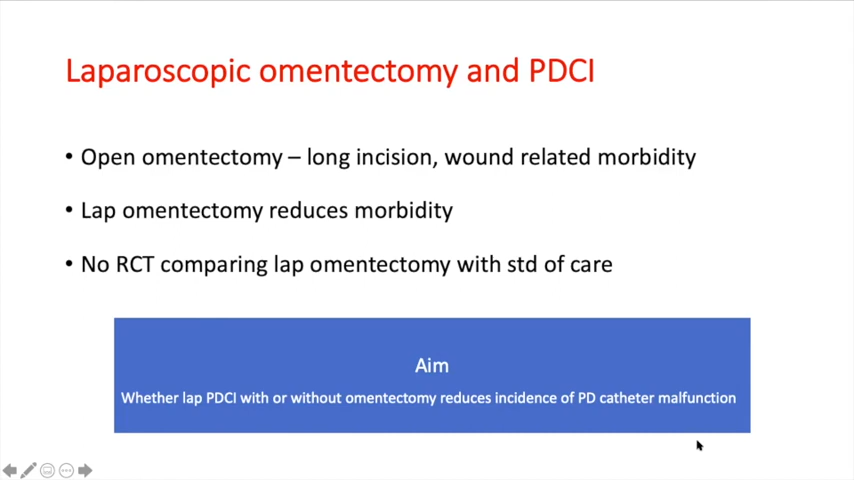 Laparoscopic omentectomy and PDCI
• Open omentectomy – long incision, wound related morbidity
• Lap omentectomy reduces morbidity
• No RCT comparing lap omentectomy with std of care
Aim
Whether lap PDCI with or without omentectomy reduces incidence of PD catheter malfunction